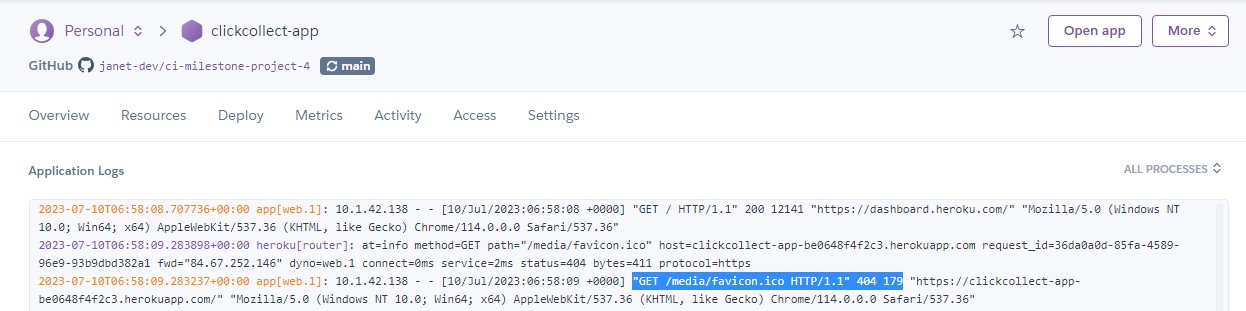 Personal clickcollect-app Open app More
GitHub janet-dev/ci-milestone-project-4 main
Overview Resources Deploy Metrics Activity Access Settings
Application Logs ALL PROCESSES
2023-07-10T06:58:08.707736+00:00 app[web.1]: 10.1.42.138 - - [10/Jul/2023:06:58:08 +0000] "GET / HTTP/1.1" 200 12141 "https://dashboard.heroku.com/" "Mozilla/5.0 (Windows NT
10.0; Win64; x64) AppleWebKit/537.36 (KHTML, like Gecko) Chrome/114.0.0.0 Safari/537.36"
2023-07-10T06:58:09.283898+00:00 heroku[router]: at=info method=GET path="/media/favicon.ico" host=clickcollect-app-be0648f4f2c3.herokuapp.com request_id=36da0a0d-85fa-4589-
96e9-93b9dbd382a1 fwd="84.67.252.146" dyno=web.1 connect=0ms service=2ms status=404 bytes=411 protocol=https
2023-07-10T06:58:09.283237+00:00 app[web.1]: 10.1.42.138 - - [10/Jul/2023:06:58:09 +0000] "GET /media/favicon.ico HTTP/1.1" 404 179 "https://clickcollect-app-
be0648f4f2c3.herokuapp.com/" "Mozilla/5.0 (Windows NT 10.0; Win64; x64) AppleWebKit/537.36 (KHTML, like Gecko) Chrome/114.0.0.0 Safari/537.36"